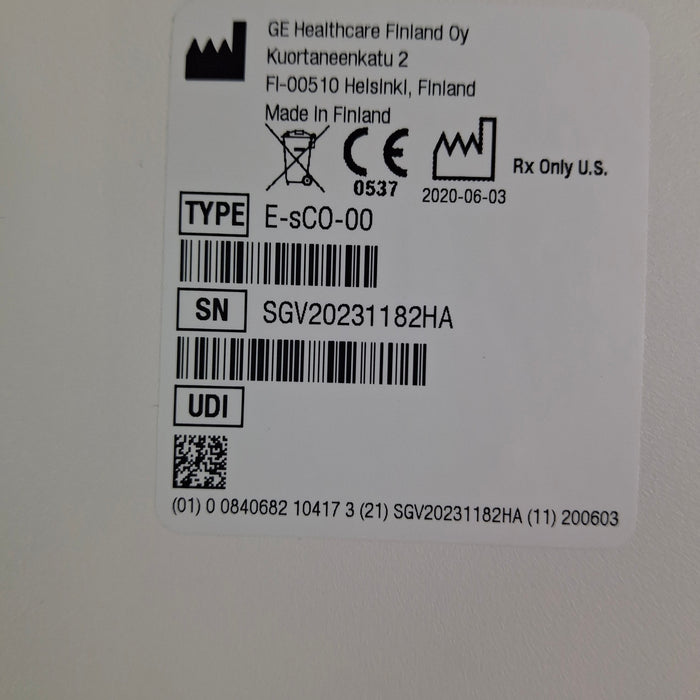 GE Healthcare Finland Oy
Kuortaneenkatu 2
FI-00510 Helsinki, Finland
Made in Finland
CE
0537
2020-06-03
Rx Only U.S.
TYPE E-sCO-00
SN SGV20231182HA
UDI
(01) 0 0840682 10417 3 (21) SGV20231182HA (11) 200603